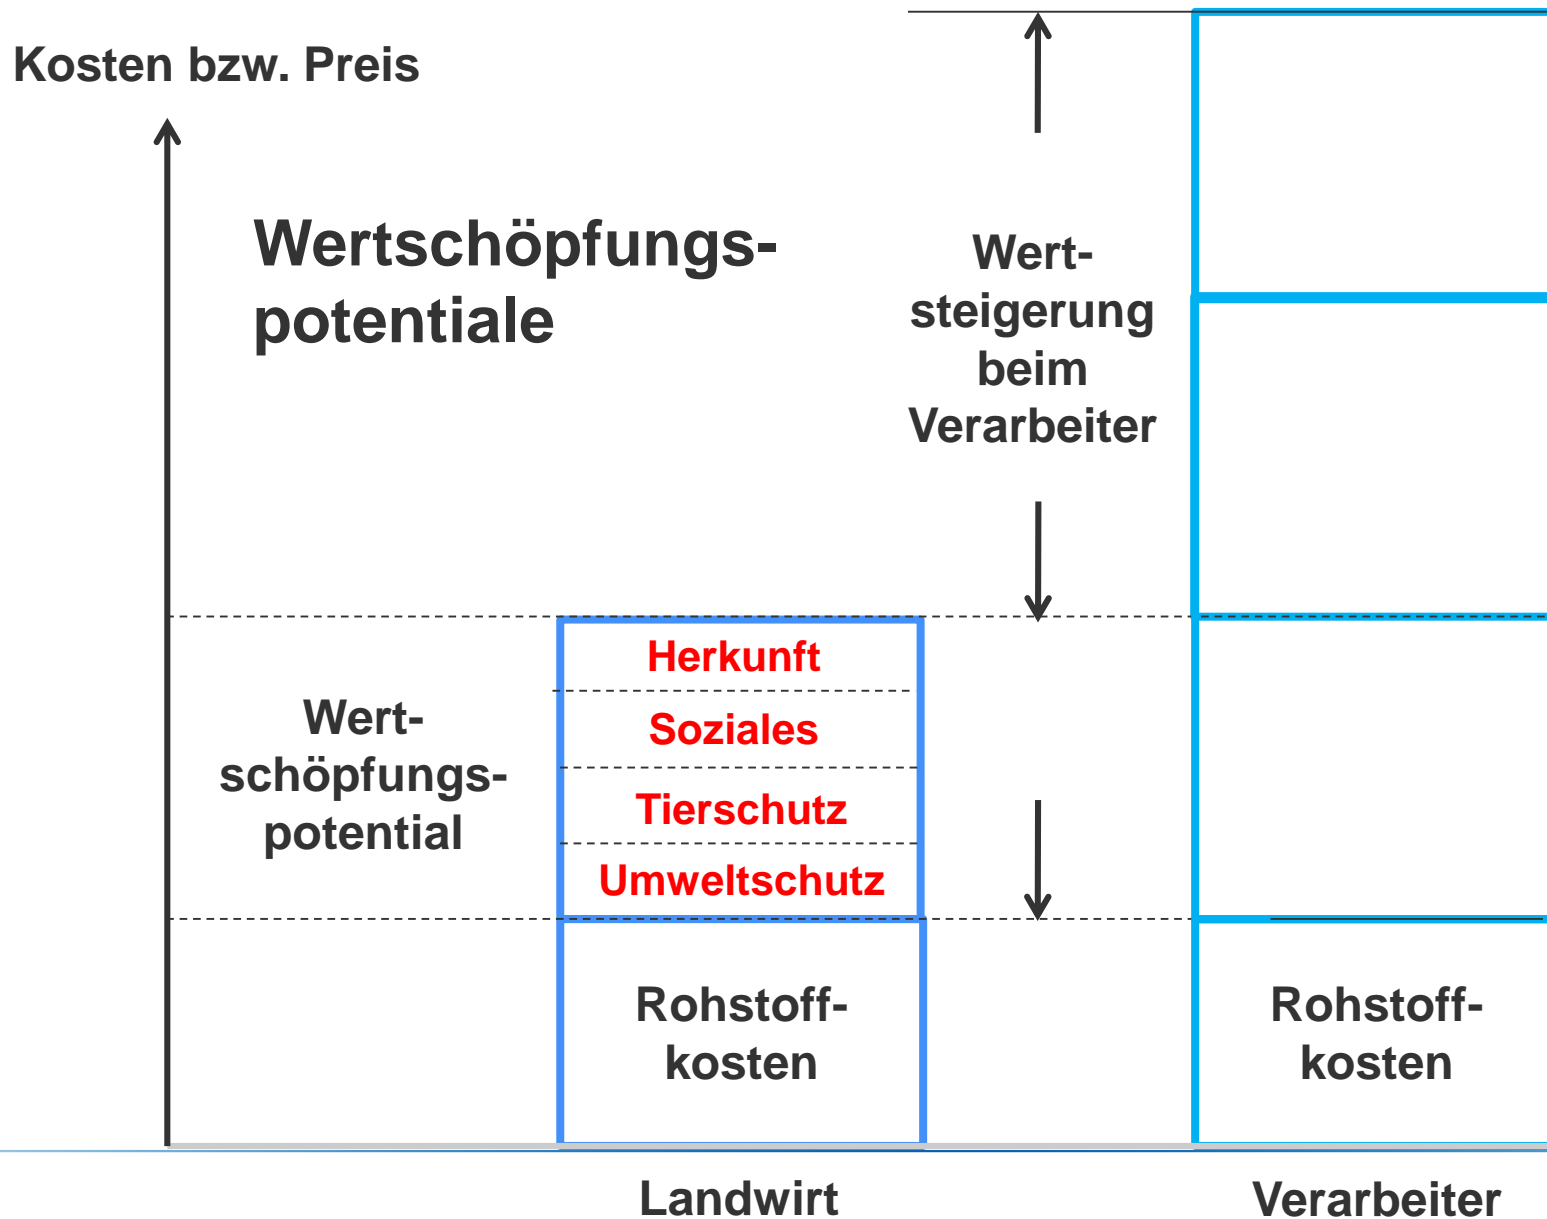 Kosten bzw. Preis
Wertschöpfungs-
potentiale
Wert-
steigerung
beim
Verarbeiter
Wert-
schöpfungs-
potential
Herkunft
Soziales
Tierschutz
Umweltschutz
Rohstoff-
kosten
Rohstoff-
kosten
Landwirt
Verarbeiter